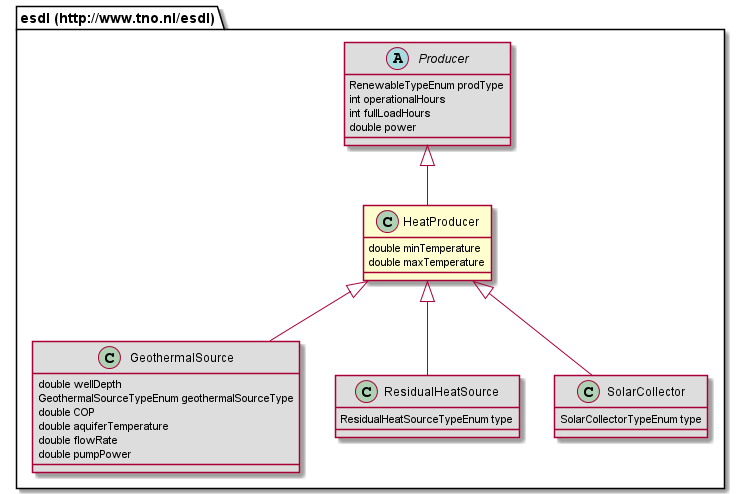 esdl (http://www.tno.nl/esdl)
A Producer
RenewableTypeEnum prodType
int operationalHours
int fullLoadHours
double power
C HeatProducer
double minTemperature
double maxTemperature
C GeothermalSource
double wellDepth
GeothermalSourceTypeEnum geothermalSourceType
double COP
double aquiferTemperature
double flowRate
double pumpPower
C ResidualHeatSource
ResidualHeatSourceTypeEnum type
C SolarCollector
SolarCollectorTypeEnum type